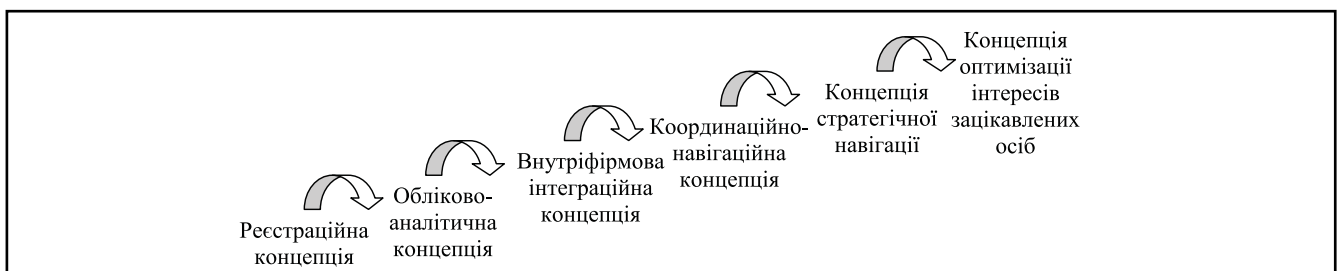 Реєстраційна
концепція
Обліково-
аналітична
концепція
Внутріфірмова
інтеграційна
концепція
Координаційно-
навігаційна
концепція
Концепція
стратегічної
навігації
Концепція
оптимізації
інтересів
зацікавлених
осіб